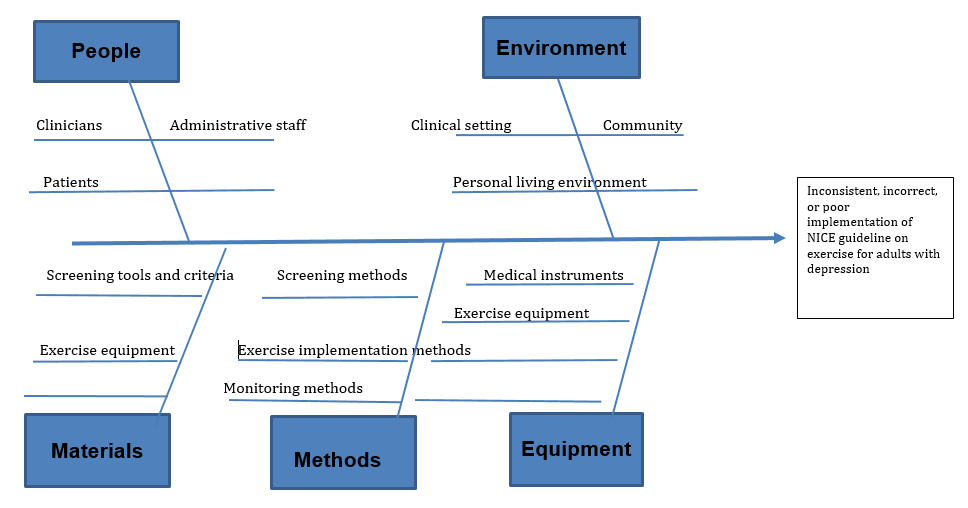 People
Environment
Clinicians
Administrative staff
Clinical setting
Community
Patients
Personal living environment
Inconsistent, incorrect,
or poor
implementation of
NICE guideline on
exercise for adults with
depression
Screening tools and criteria
Screening methods
Medical instruments
Exercise equipment
Exercise equipment
Exercise implementation methods
Monitoring methods
Materials
Methods
Equipment